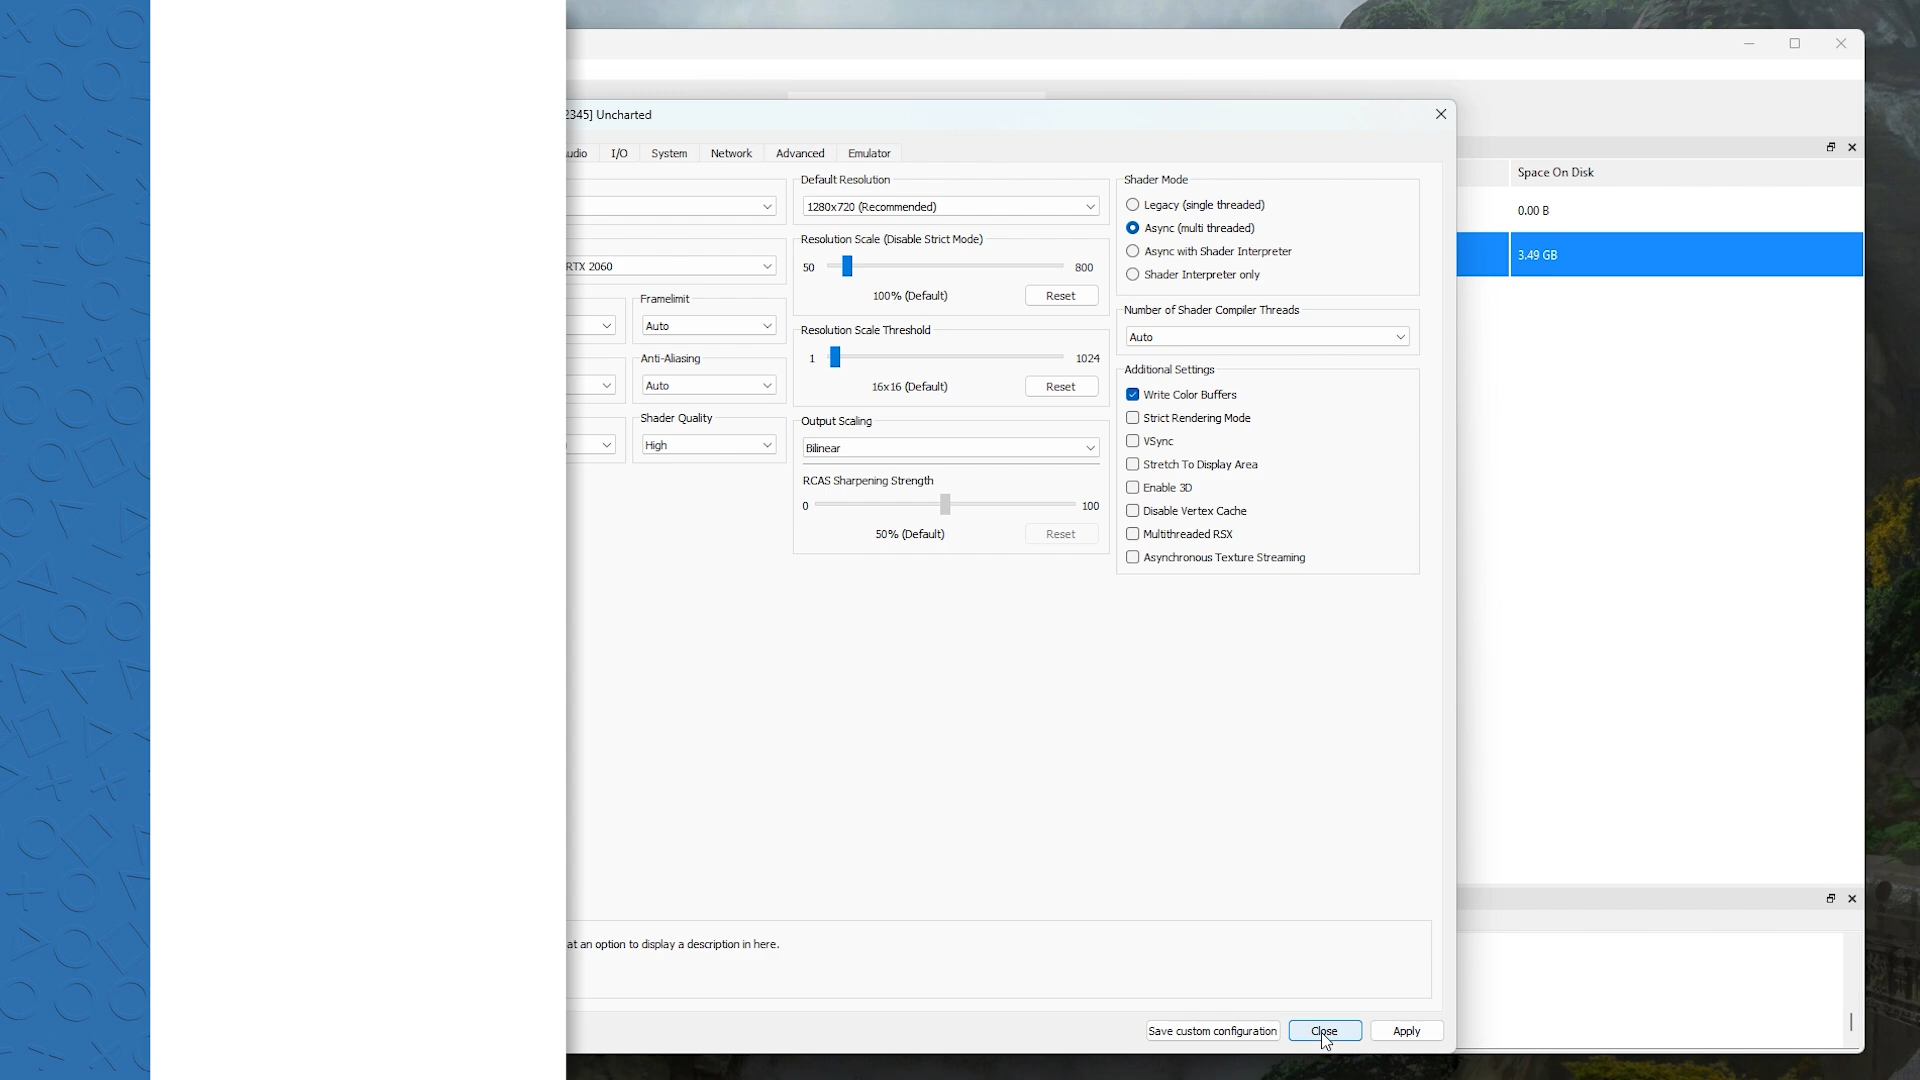 2345] Uncharted
udio
I/O
System
Network
Advanced
Emulator
RTX 2060
Framelimit
Auto
Anti-Aliasing
Auto
Shader Quality
High
Default Resolution
1280x720 (Recommended)
Resolution Scale (Disable Strict Mode)
50
800
100% (Default)
Reset
Resolution Scale Threshold
1
1024
16x16 (Default)
Reset
Output Scaling
Bilinear
RCAS Sharpening Strength
0
100
50% (Default)
Reset
Shader Mode
Legacy (single threaded)
Async (multi threaded)
Async with Shader Interpreter
Shader Interpreter only
Number of Shader Compiler Threads
Auto
Additional Settings
Write Color Buffers
Strict Rendering Mode
VSync
Stretch To Display Area
Enable 3D
Disable Vertex Cache
Multithreaded RSX
Asynchronous Texture Streaming
at an option to display a description in here.
Save custom configuration
Close
Apply
Space On Disk
0.00 B
3.49 GB